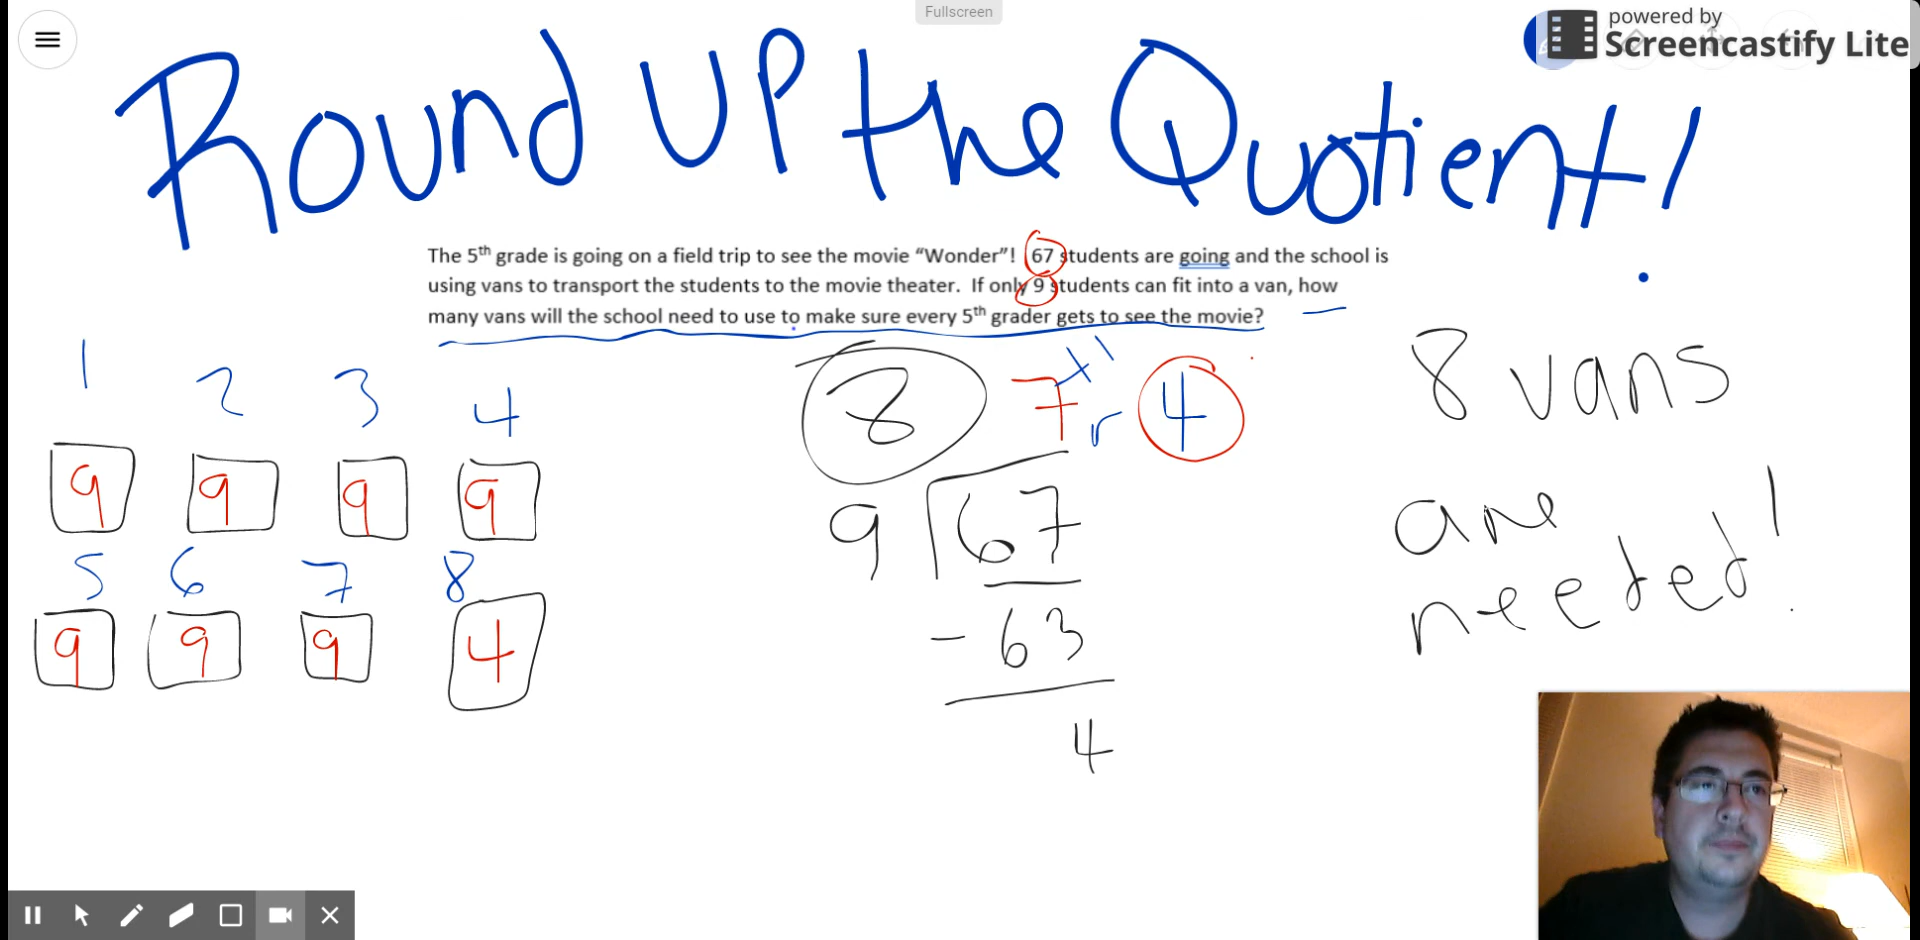 Fullscreen
powered by
Screencastify Lite
Round UP the Quotient!
The 5th grade is going on a field trip to see the movie “Wonder”! 67 students are going and the school is
using vans to transport the students to the movie theater. If only 9 students can fit into a van, how
many vans will the school need to use to make sure every 5th grader gets to see the movie?
1 2 3 4
9 9 9 9
5 6 7 8
9 9 9 4
+1
8 7 r 4
9 67
- 63
4
8 vans
are
needed!